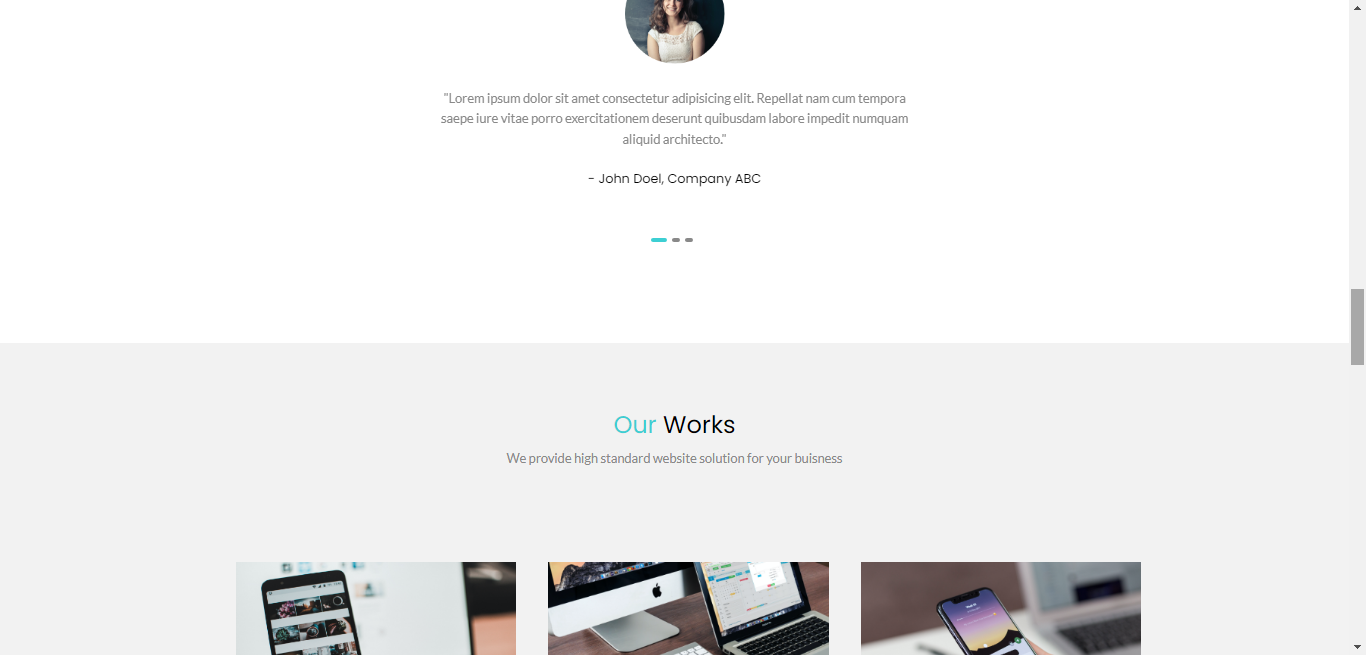 "Lorem ipsum dolor sit amet consectetur adipisicing elit. Repellat nam cum tempora
saepe iure vitae porro exercitationem deserunt quibusdam labore impedit numquam
aliquid architecto."
- John Doel, Company ABC
Our Works
We provide high standard website solution for your buisness